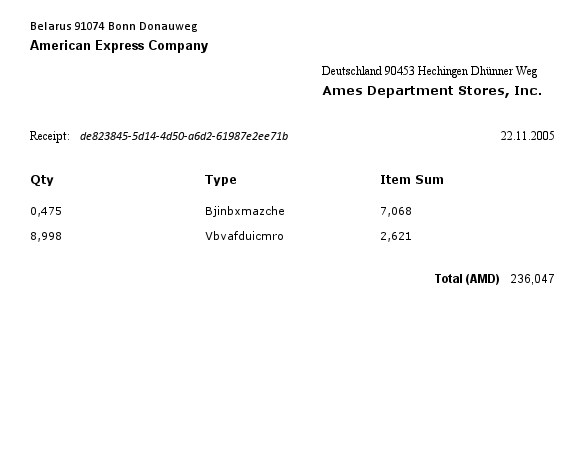 Belarus 91074 Bonn Donauweg
American Express Company
Deutschland 90453 Hechingen Dhünner Weg
Ames Department Stores, Inc.
Receipt: de823845-5d14-4d50-a6d2-61987e2ee71b 22.11.2005
Qty Type Item Sum
0,475 Bjinbxmazche 7,068
8,998 Vbvafduicmro 2,621
Total (AMD) 236,047